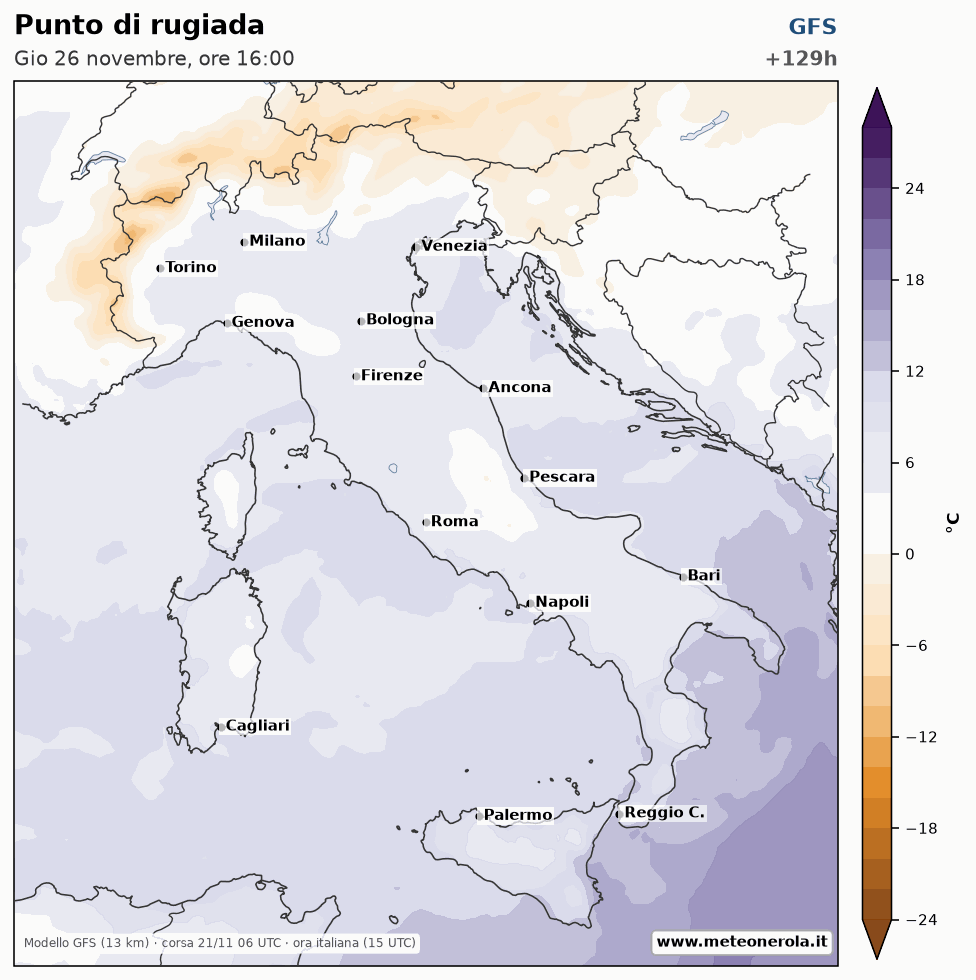 Punto di rugiada
GFS
Gio 26 novembre, ore 16:00
+129h
Milano
Venezia
Torino
Genova
Bologna
Firenze
Ancona
Pescara
Roma
Bari
Napoli
Cagliari
Palermo
Reggio C.
24
18
12
6
0
−6
−12
−18
−24
°C
Modello GFS (13 km) · corsa 21/11 06 UTC · ora italiana (15 UTC)
www.meteonerola.it